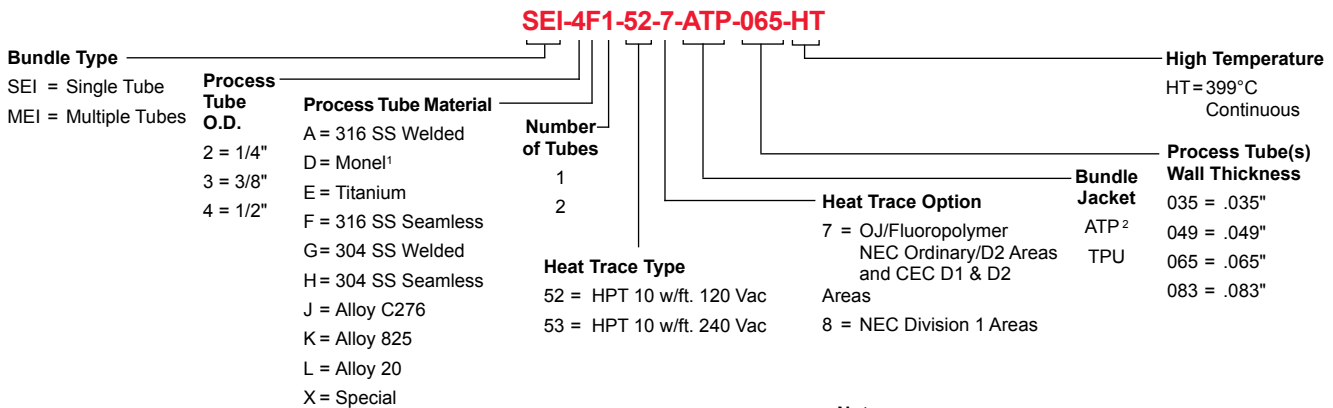 SEI-4F1-52-7-ATP-065-HT
Bundle Type
SEI = Single Tube
MEI = Multiple Tubes
Process
Tube
O.D.
2 = 1/4"
3 = 3/8"
4 = 1/2"
Process Tube Material
A = 316 SS Welded
D = Monel¹
E = Titanium
F = 316 SS Seamless
G= 304 SS Welded
H= 304 SS Seamless
J = Alloy C276
K = Alloy 825
L = Alloy 20
X = Special
Number
of Tubes
1
2
Heat Trace Type
52 = HPT 10 w/ft. 120 Vac
53 = HPT 10 w/ft. 240 Vac
Heat Trace Option
7 = OJ/Fluoropolymer
NEC Ordinary/D2 Areas
and CEC D1 & D2
Areas
8 = NEC Division 1 Areas
Bundle
Jacket
ATP ²
TPU
Process Tube(s)
Wall Thickness
035 = .035"
049 = .049"
065 = .065"
083 = .083"
High Temperature
HT = 399°C
Continuous